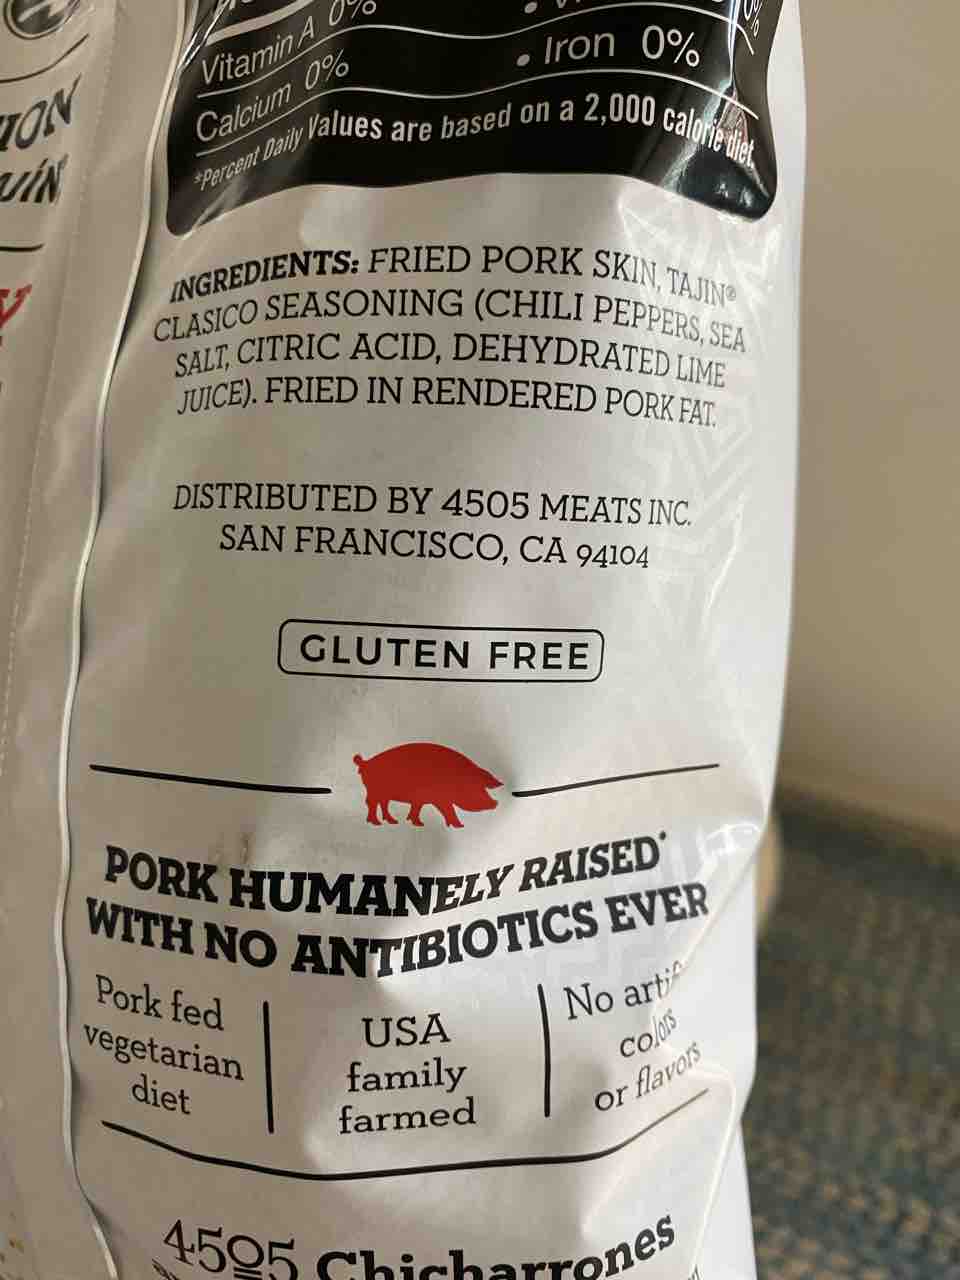 Vitamin A 0%
Calcium 0% • Iron 0%
*Percent Daily Values are based on a 2,000 calorie diet.
INGREDIENTS: FRIED PORK SKIN, TAJIN®
CLASICO SEASONING (CHILI PEPPERS, SEA
SALT, CITRIC ACID, DEHYDRATED LIME
JUICE). FRIED IN RENDERED PORK FAT.
DISTRIBUTED BY 4505 MEATS INC.
SAN FRANCISCO, CA 94104
GLUTEN FREE
PORK HUMANELY RAISED*
WITH NO ANTIBIOTICS EVER
Pork fed
vegetarian
diet
USA
family
farmed
No
colors
or flavors
4505 Chicharrones